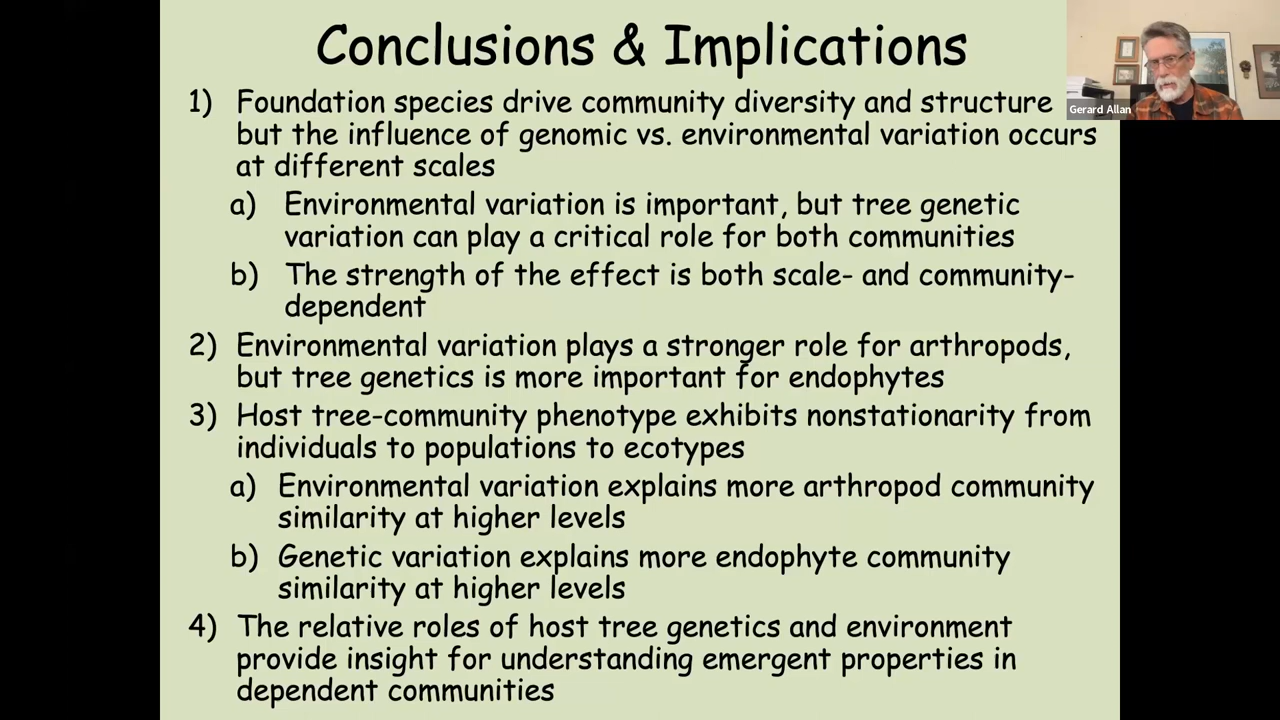 Conclusions & Implications
Gerard Allan
1) Foundation species drive community diversity and structure
but the influence of genomic vs. environmental variation occurs
at different scales
a) Environmental variation is important, but tree genetic
variation can play a critical role for both communities
b) The strength of the effect is both scale- and community-
dependent
2) Environmental variation plays a stronger role for arthropods,
but tree genetics is more important for endophytes
3) Host tree-community phenotype exhibits nonstationarity from
individuals to populations to ecotypes
a) Environmental variation explains more arthropod community
similarity at higher levels
b) Genetic variation explains more endophyte community
similarity at higher levels
4) The relative roles of host tree genetics and environment
provide insight for understanding emergent properties in
dependent communities